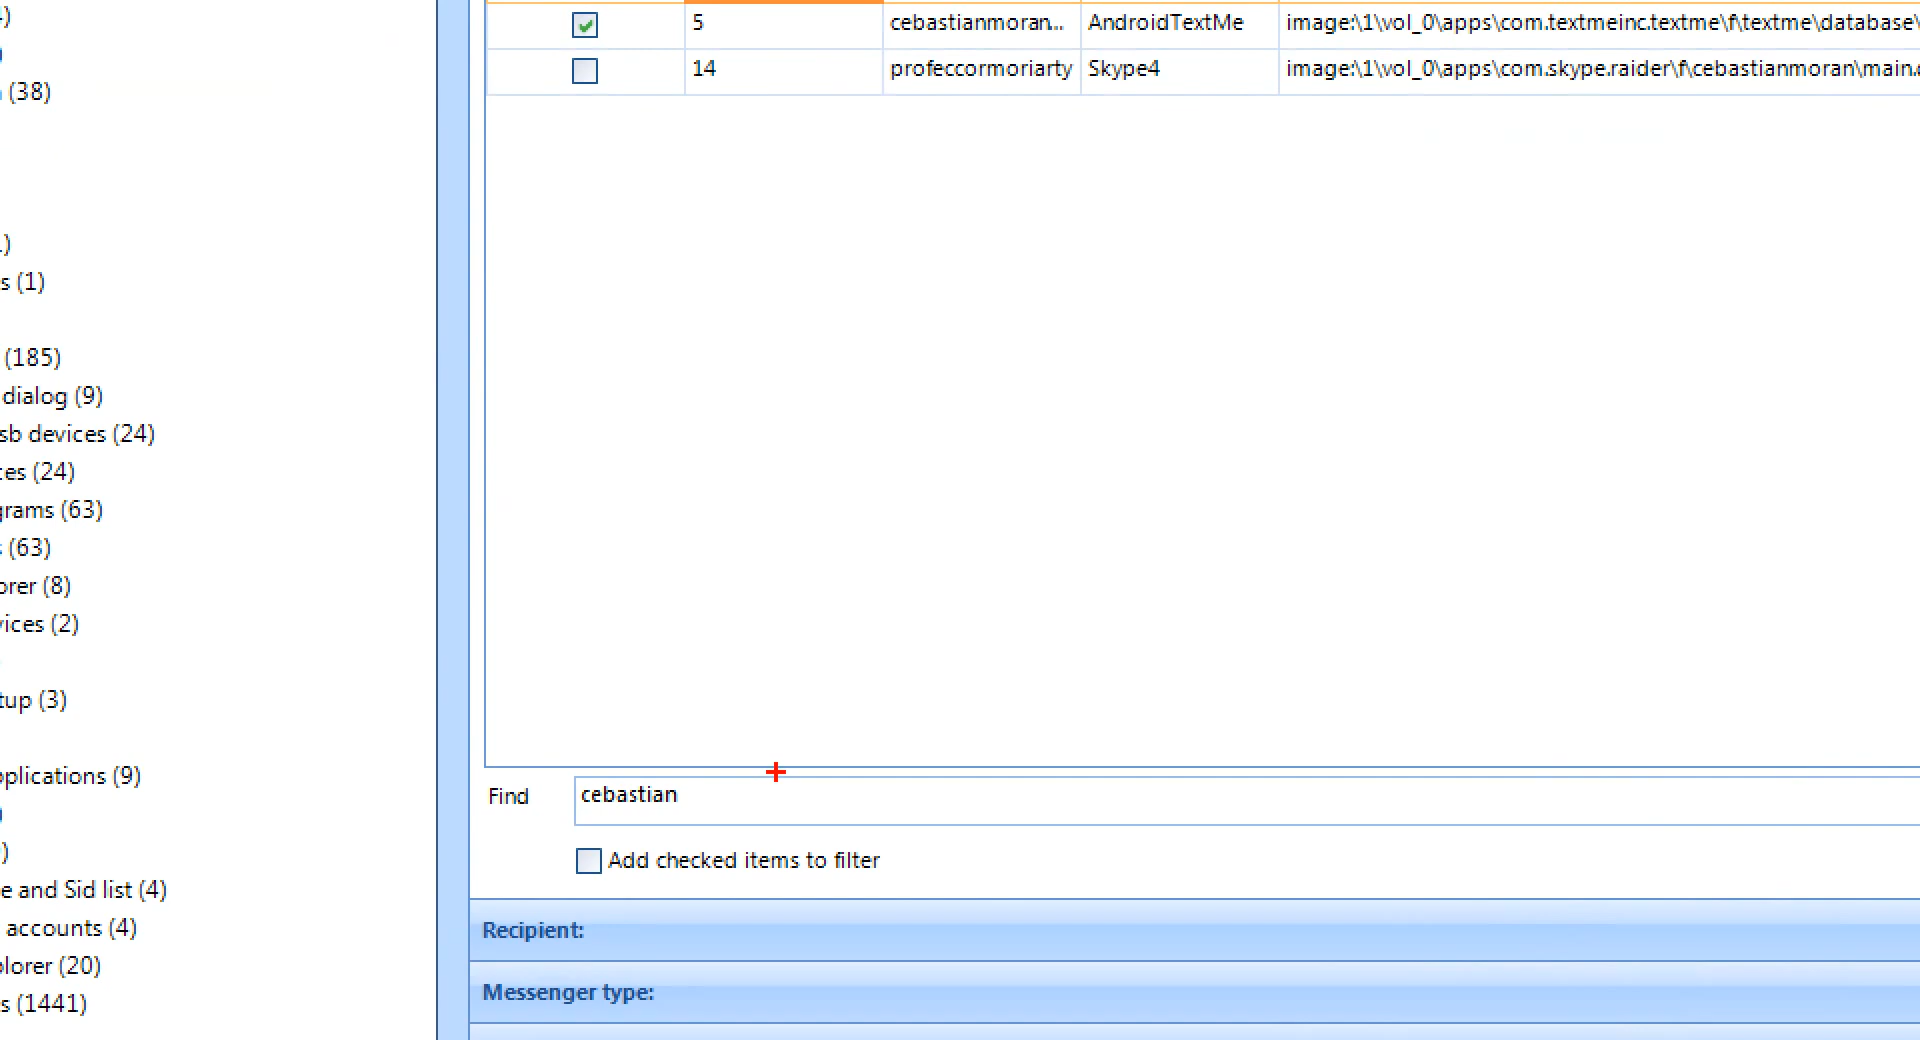 5 cebastianmoran... AndroidTextMe image:\1\vol_0\apps\com.textmeinc.textme\f\textme\database\
14 profeccormoriarty Skype4 image:\1\vol_0\apps\com.skype.raider\f\cebastianmoran\main.
(38)
s (1)
(185)
dialog (9)
sb devices (24)
ces (24)
grams (63)
(63)
orer (8)
vices (2)
tup (3)
pplications (9)
e and Sid list (4)
accounts (4)
plorer (20)
s (1441)
Find cebastian
Add checked items to filter
Recipient:
Messenger type: